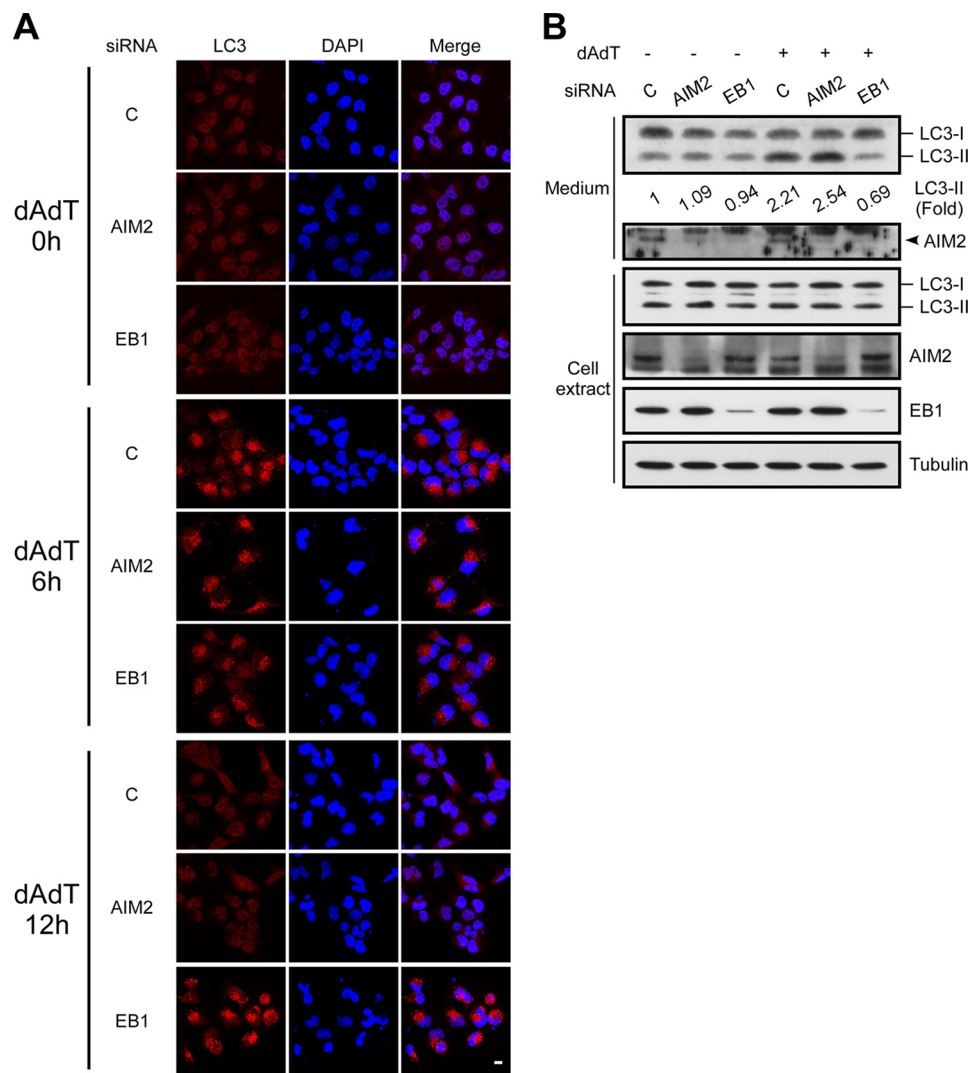 A
siRNA LC3 DAPI Merge
C
dAdT
0h
AIM2
EB1
C
dAdT
6h
AIM2
EB1
C
dAdT
12h
AIM2
EB1
B
dAdT - - - + + +
siRNA C AIM2 EB1 C AIM2 EB1
Medium
LC3-I
LC3-II
1 1.09 0.94 2.21 2.54 0.69 LC3-II
(Fold)
AIM2
Cell
extract
LC3-I
LC3-II
AIM2
EB1
Tubulin